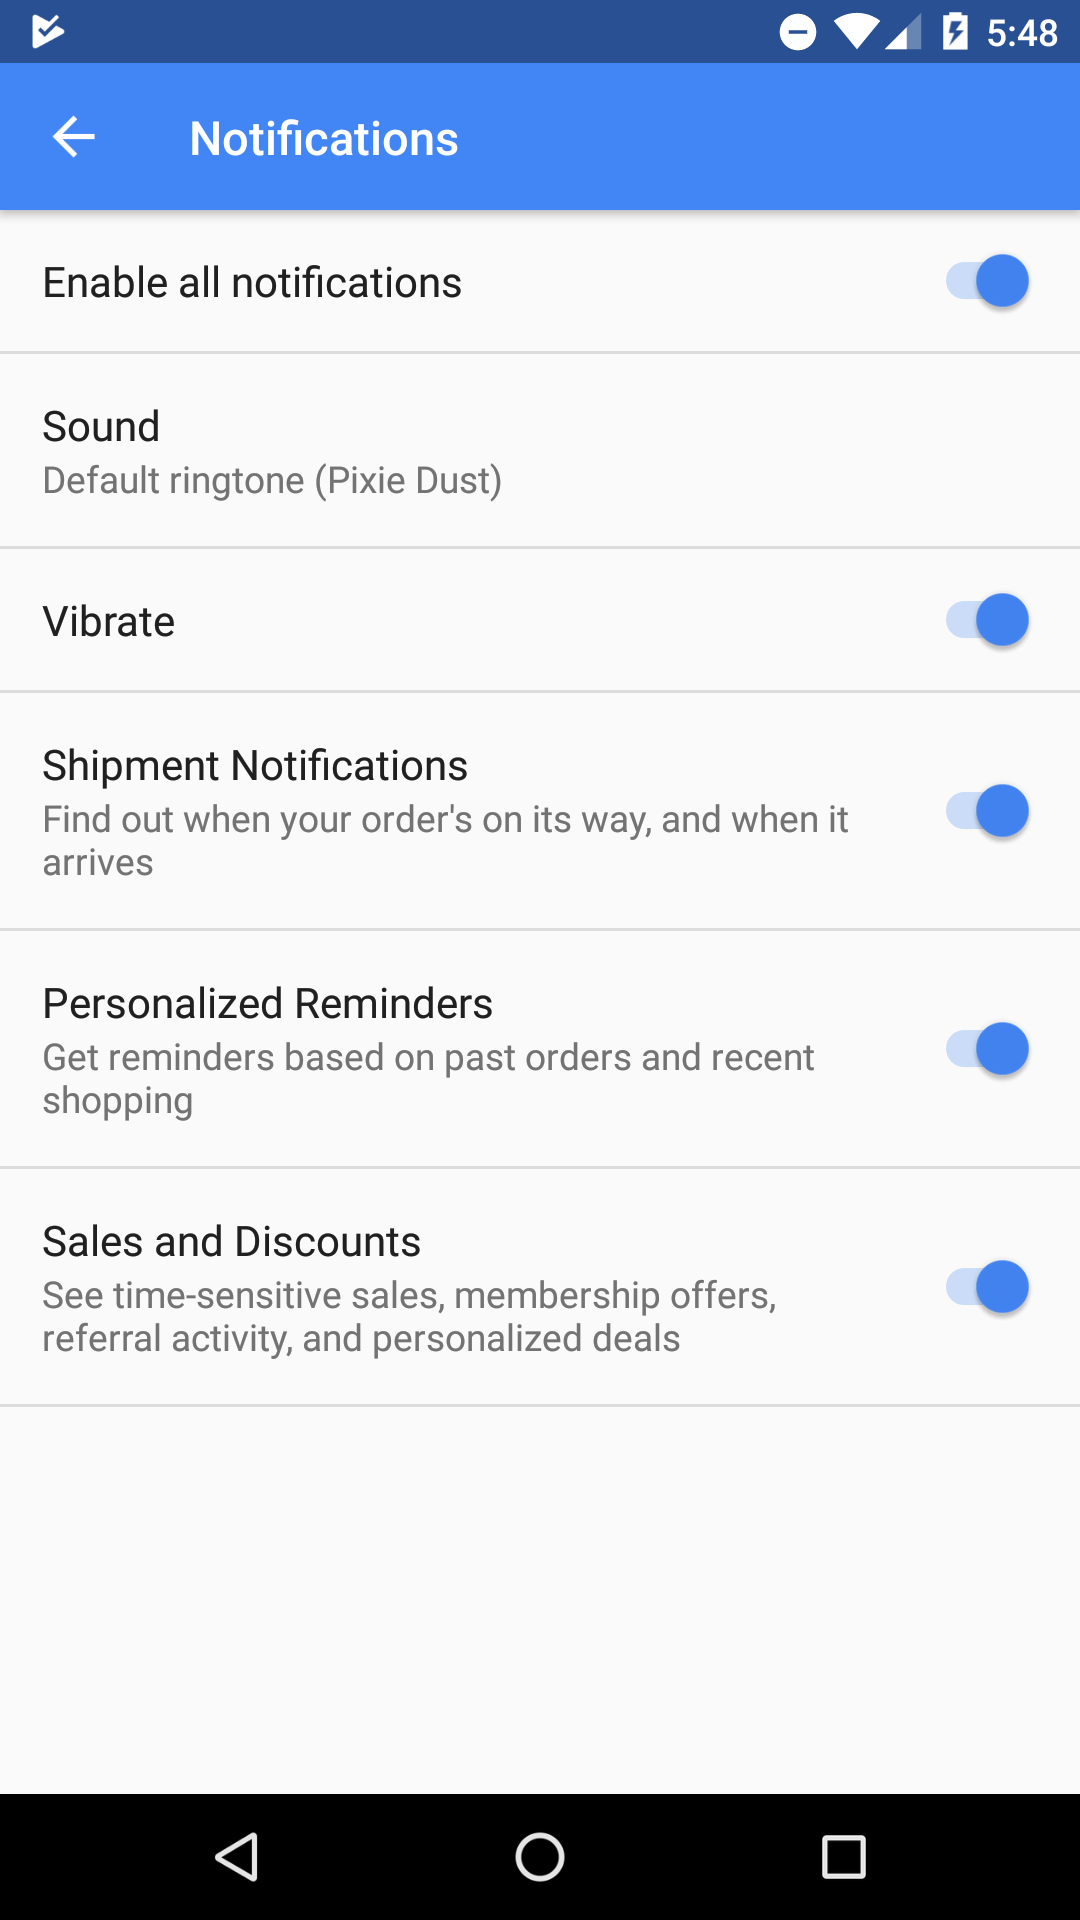 5:48
Notifications
Enable all notifications
Sound
Default ringtone (Pixie Dust)
Vibrate
Shipment Notifications
Find out when your order's on its way, and when it
arrives
Personalized Reminders
Get reminders based on past orders and recent
shopping
Sales and Discounts
See time-sensitive sales, membership offers,
referral activity, and personalized deals